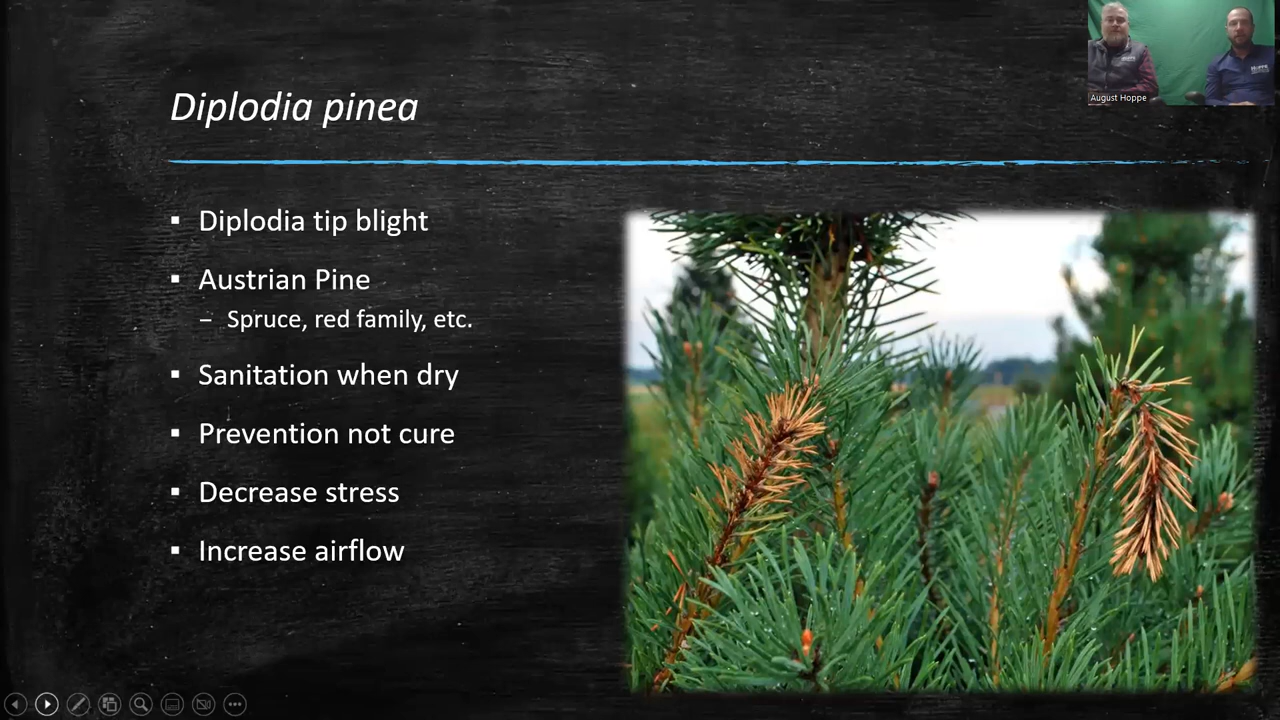 Diplodia pinea
▪ Diplodia tip blight
▪ Austrian Pine
– Spruce, red family, etc.
▪ Sanitation when dry
▪ Prevention not cure
▪ Decrease stress
▪ Increase airflow
August Hoppe